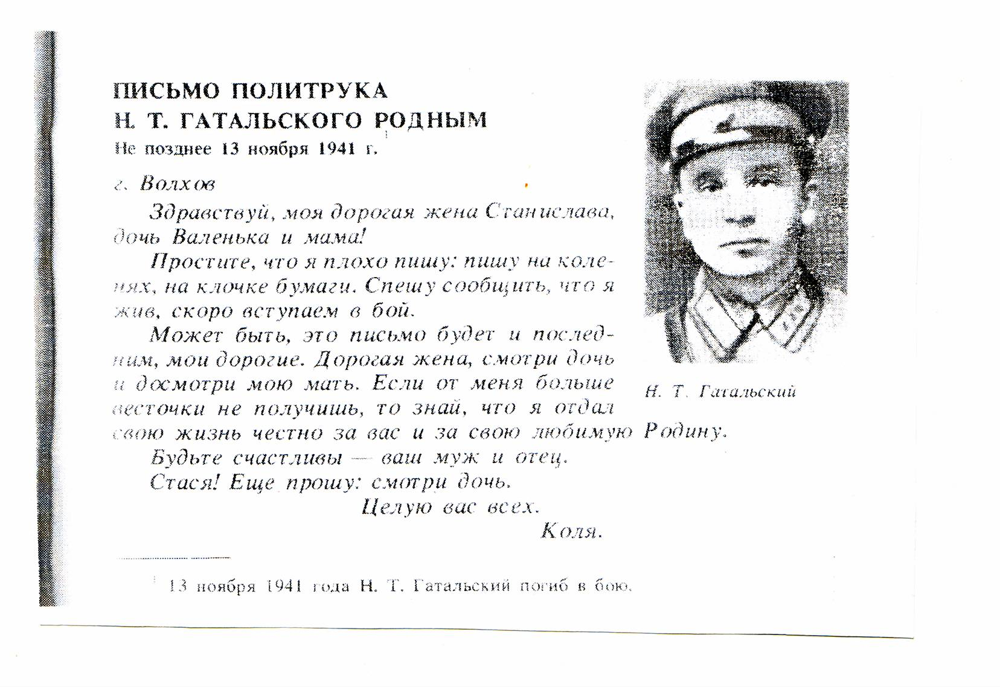 ПИСЬМО ПОЛИТРУКА
Н. Т. ГАТАЛЬСКОГО РОДНЫМ
Не позднее 13 ноября 1941 г.¹
г. Волхов
Здравствуй, моя дорогая жена Станислава,
дочь Валенька и мама!
Простите, что я плохо пишу: пишу на коле-
нях, на клочке бумаги. Спешу сообщить, что я
жив, скоро вступаем в бой.
Может быть, это письмо будет и послед-
ним, мои дорогие. Дорогая жена, смотри дочь
и досмотри мою мать. Если от меня больше
весточки не получишь, то знай, что я отдал
свою жизнь честно за вас и за свою любимую Родину.
Будьте счастливы — ваш муж и отец.
Стася! Еще прошу: смотри дочь.
Целую вас всех.
Коля.
Н. Т. Гатальский
¹ 13 ноября 1941 года Н. Т. Гатальский погиб в бою.